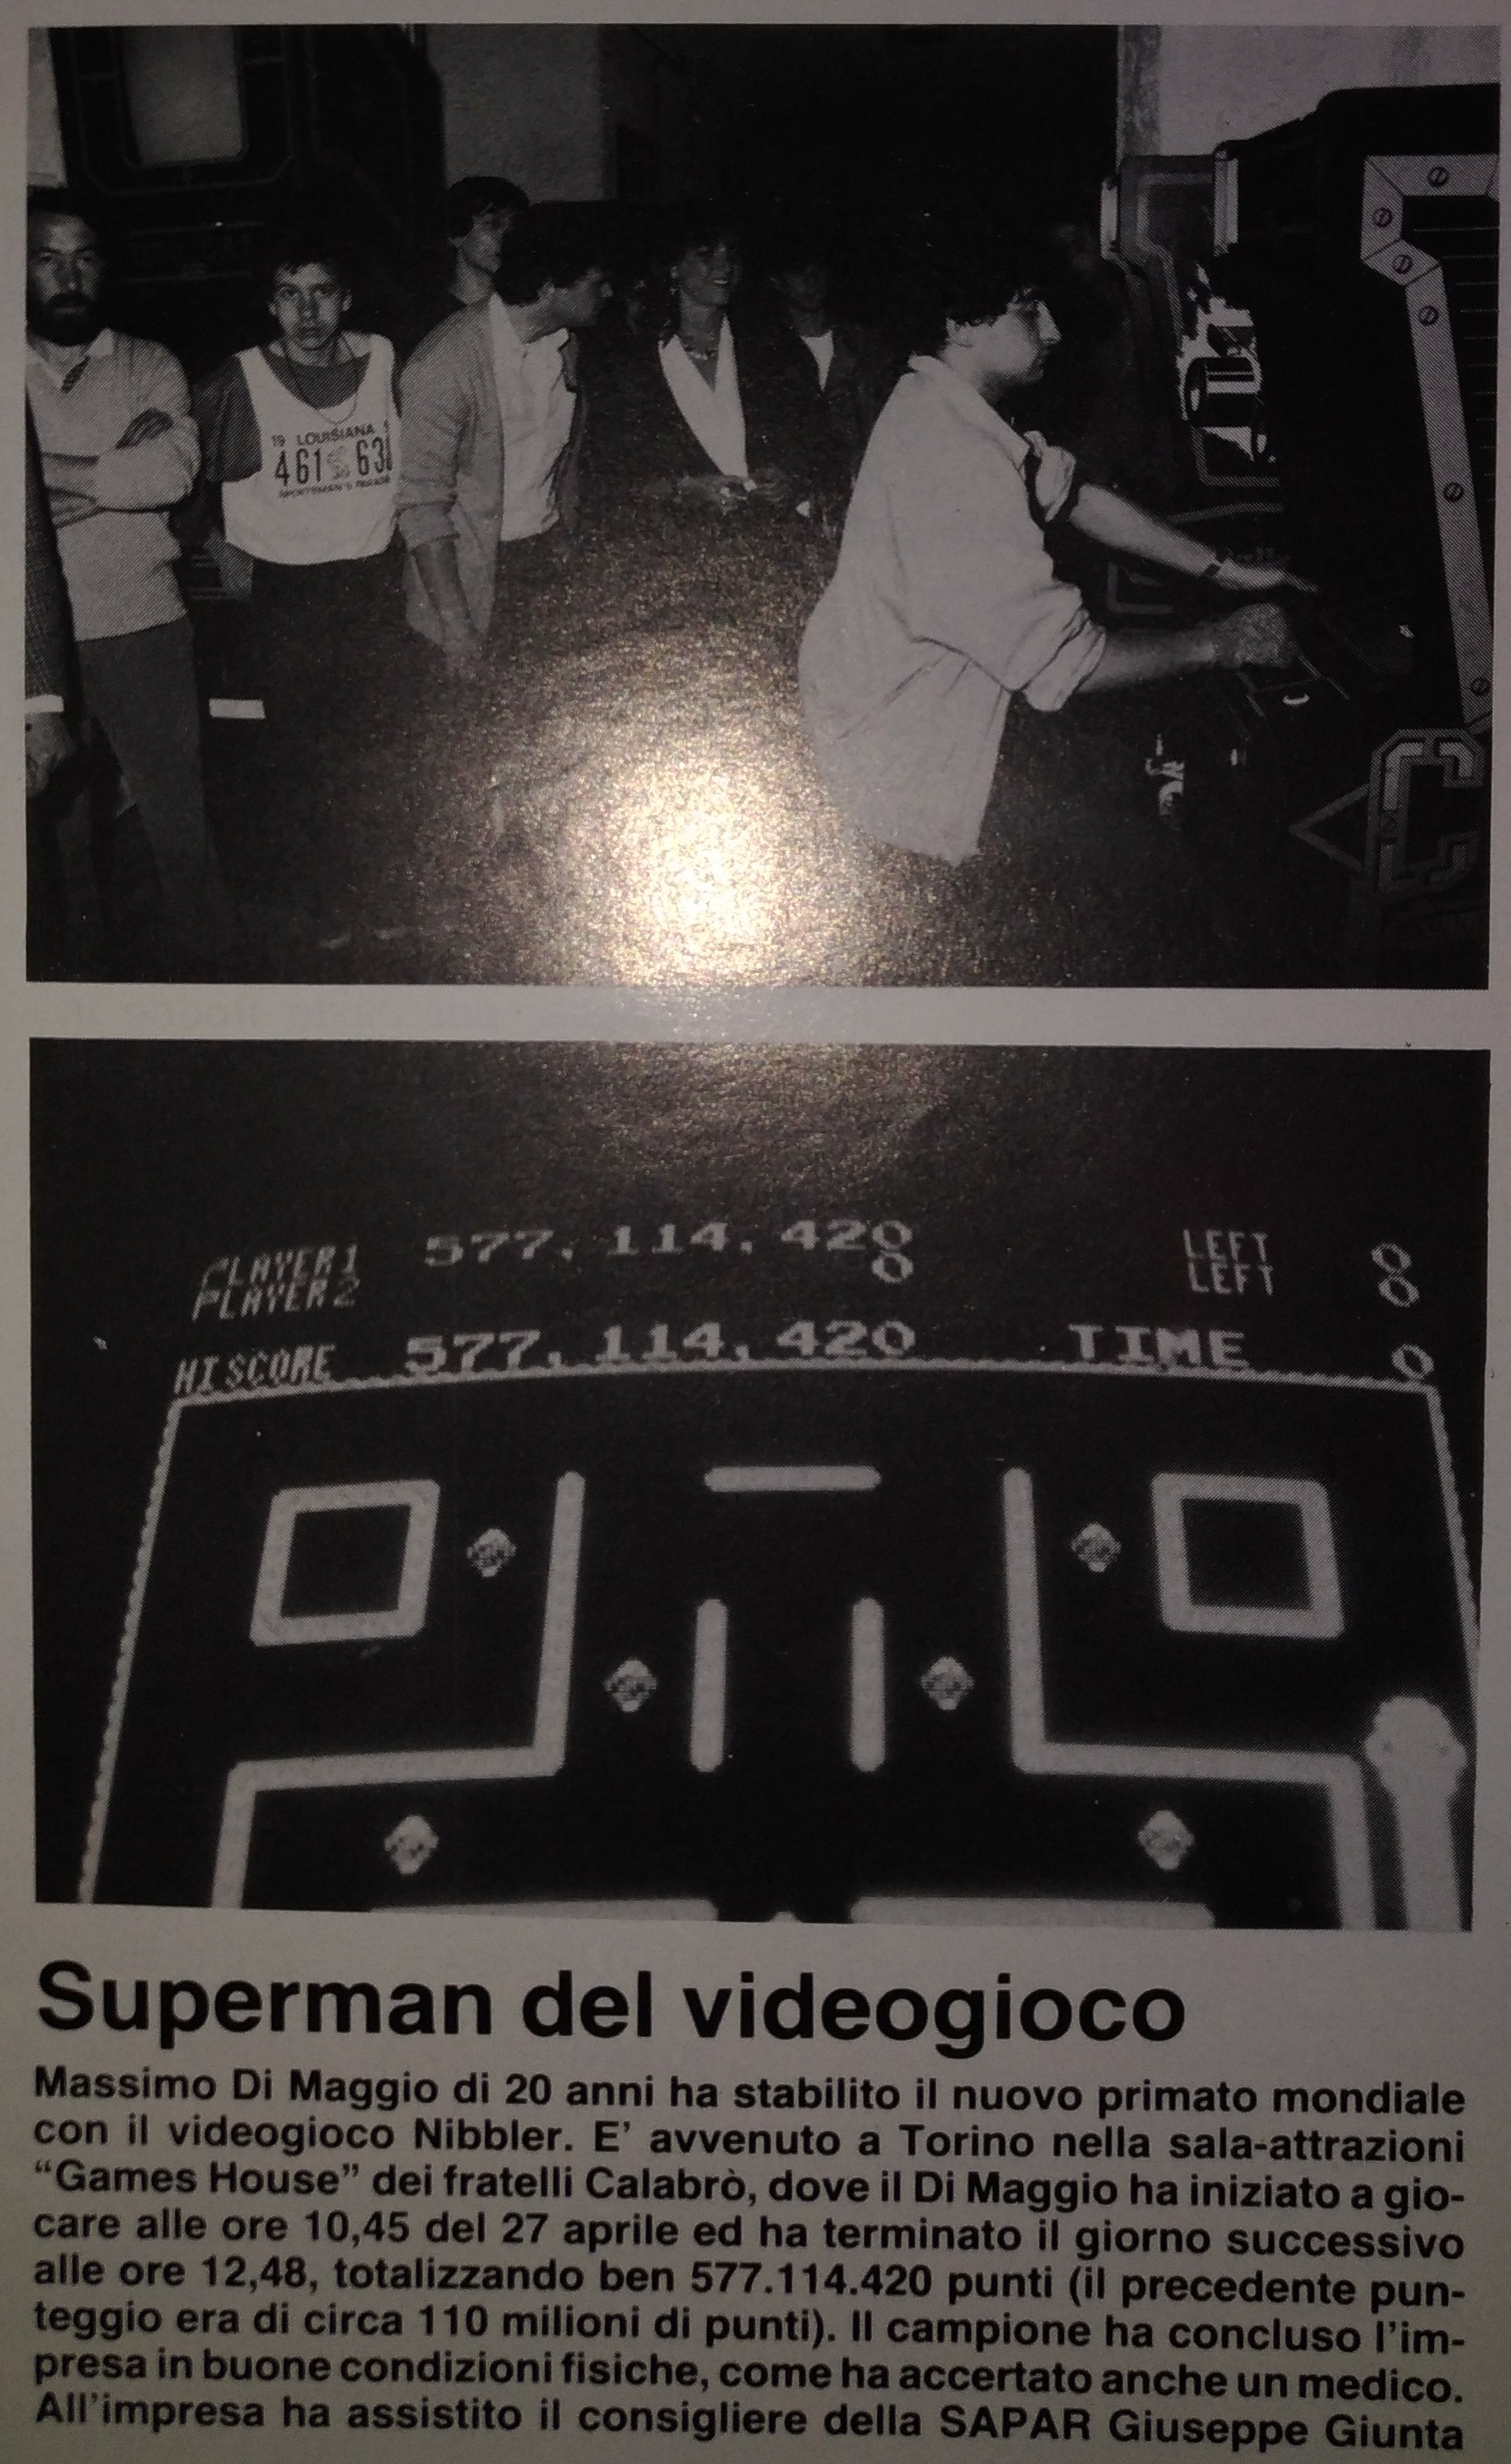 19 LOUISIANA
461 63
SPORTSMAN'S PARADI
C
PLAYER 1 577,114,420 LEFT 0
PLAYER 2 0 LEFT 0
HISCORE 577,114,420 TIME 0
Superman del videogioco
Massimo Di Maggio di 20 anni ha stabilito il nuovo primato mondiale
con il videogioco Nibbler. E' avvenuto a Torino nella sala-attrazioni
“Games House” dei fratelli Calabrò, dove il Di Maggio ha iniziato a gio-
care alle ore 10,45 del 27 aprile ed ha terminato il giorno successivo
alle ore 12,48, totalizzando ben 577.114.420 punti (il precedente pun-
teggio era di circa 110 milioni di punti). Il campione ha concluso l'im-
presa in buone condizioni fisiche, come ha accertato anche un medico.
All'impresa ha assistito il consigliere della SAPAR Giuseppe Giunta